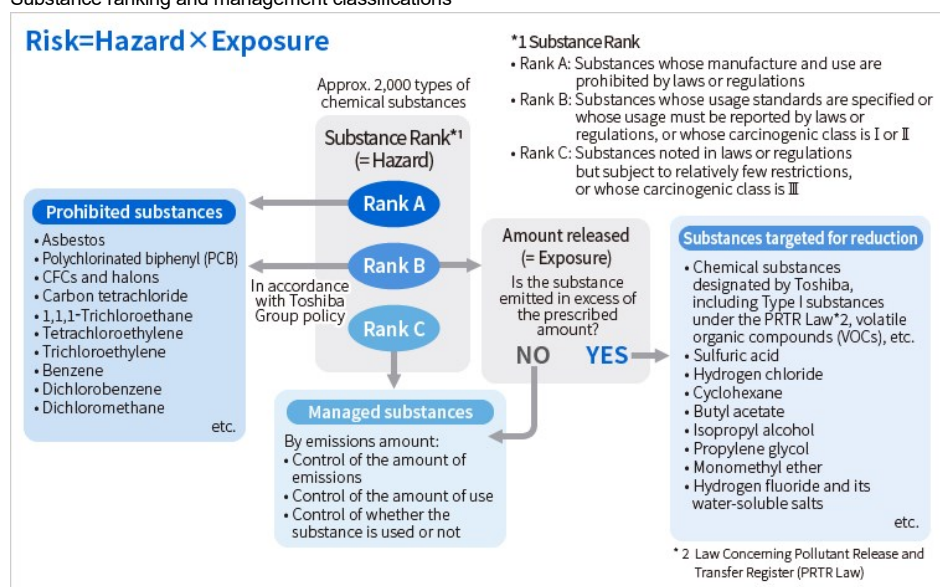 Substance ranking and management classifications
Risk=Hazard×Exposure
*1 Substance Rank
• Rank A: Substances whose manufacture and use are
prohibited by laws or regulations
• Rank B: Substances whose usage standards are specified or
whose usage must be reported by laws or
regulations, or whose carcinogenic class is Ⅰ or Ⅱ
• Rank C: Substances noted in laws or regulations
but subject to relatively few restrictions,
or whose carcinogenic class is Ⅲ
Approx. 2,000 types of
chemical substances
Substance Rank*1
(= Hazard)
Rank A
Rank B
Rank C
Prohibited substances
• Asbestos
• Polychlorinated biphenyl (PCB)
• CFCs and halons
• Carbon tetrachloride
• 1,1,1-Trichloroethane
• Tetrachloroethylene
• Trichloroethylene
• Benzene
• Dichlorobenzene
• Dichloromethane
etc.
In accordance
with Toshiba
Group policy
Amount released
(= Exposure)
Is the substance
emitted in excess of
the prescribed
amount?
NO YES
Substances targeted for reduction
• Chemical substances
designated by Toshiba,
including Type I substances
under the PRTR Law*2, volatile
organic compounds (VOCs), etc.
• Sulfuric acid
• Hydrogen chloride
• Cyclohexane
• Butyl acetate
• Isopropyl alcohol
• Propylene glycol
• Monomethyl ether
• Hydrogen fluoride and its
water-soluble salts
etc.
Managed substances
By emissions amount:
• Control of the amount of
emissions
• Control of the amount of use
• Control of whether the
substance is used or not
* 2 Law Concerning Pollutant Release and
Transfer Register (PRTR Law)